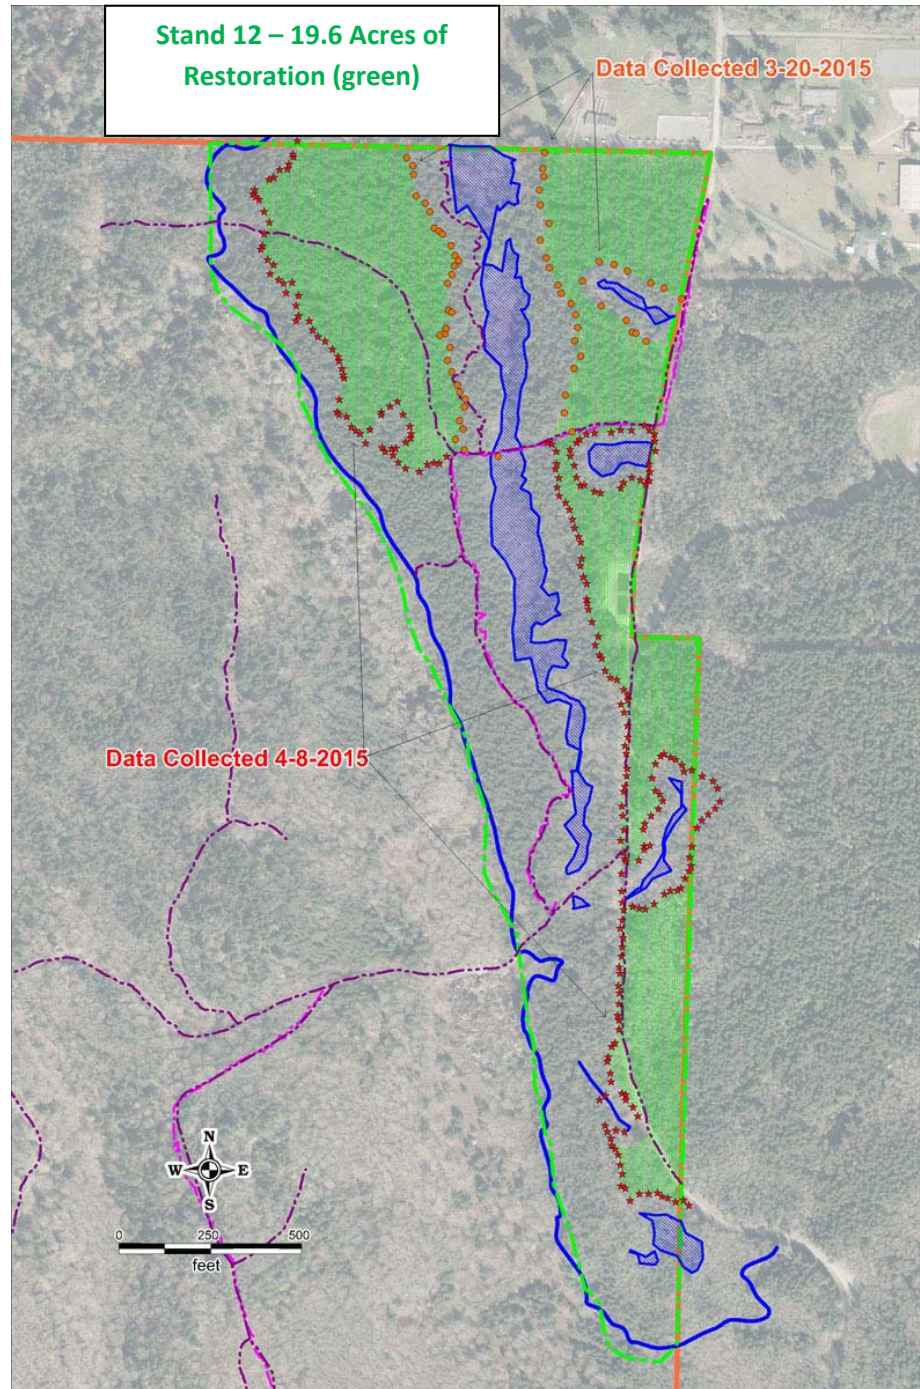 Stand 12 – 19.6 Acres of
Restoration (green)
Data Collected 3-20-2015
Data Collected 4-8-2015
N
W E
S
0 250 500
feet